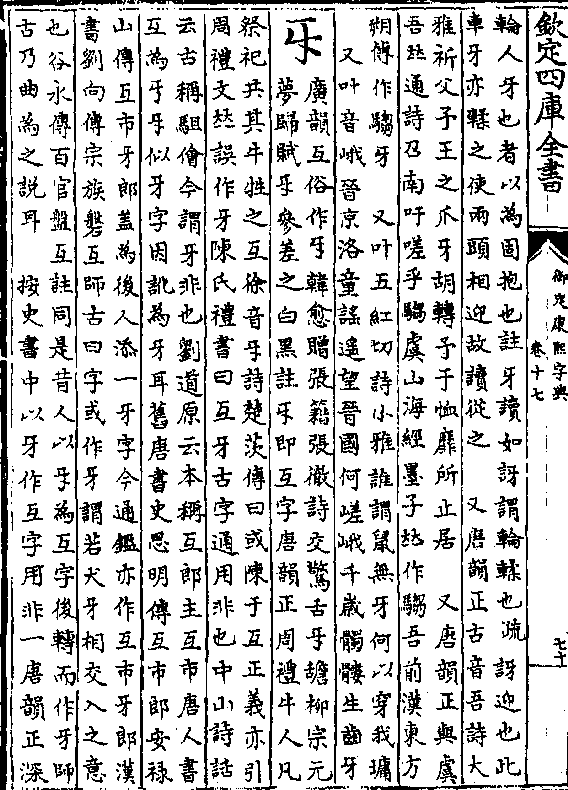 欽定四庫全書
御定康熙字典
卷十七
輪人牙也者以為固抱也註牙讀如訝謂輪輮也疏訝迎也此
車牙亦輮之使兩頭相迎故讀從之 又唐韻正古音吾詩大
雅祈父予王之爪牙胡轉予于恤靡所止居 又唐韻正與虞
吾𠀤通詩召南吁嗟乎騶虞山海經墨子𠀤作騶吾前漢東方
朔傳作騶牙 又叶五紅切詩小雅誰謂鼠無牙何以穿我墉
又叶音峨晉京洛童謠遙望晉國何嵯峨千歲髑髏生齒牙
𤘈
廣韻互俗作𤘈韓愈贈張籍張徹詩交驚舌𤘈𦧴柳宗元
夢歸賦𤘈參差之白黑註𤘈即互字唐韻正周禮牛人凡
祭祀共其牛牲之互徐音𤘈詩楚茨傳曰或陳于互正義亦引
周禮文𠀤誤作牙陳氏禮書曰互牙古字通用非也中山詩話
云古稱駔儈今謂牙非也劉道原云本稱互郎主互市唐人書
互為𤘈𤘈似牙字因訛為牙耳舊唐書史思明傳互市郎安祿
山傳互市牙郎蓋為後人添一牙字今通鑑亦作互市牙郎漢
書劉向傳宗族磐互師古曰字或作牙謂若犬牙相交入之意
也谷永傳百官盤互註同是昔人以𤘈為互字後轉而作牙師
古乃曲為之說耳 按史書中以牙作互字用非一唐韻正深